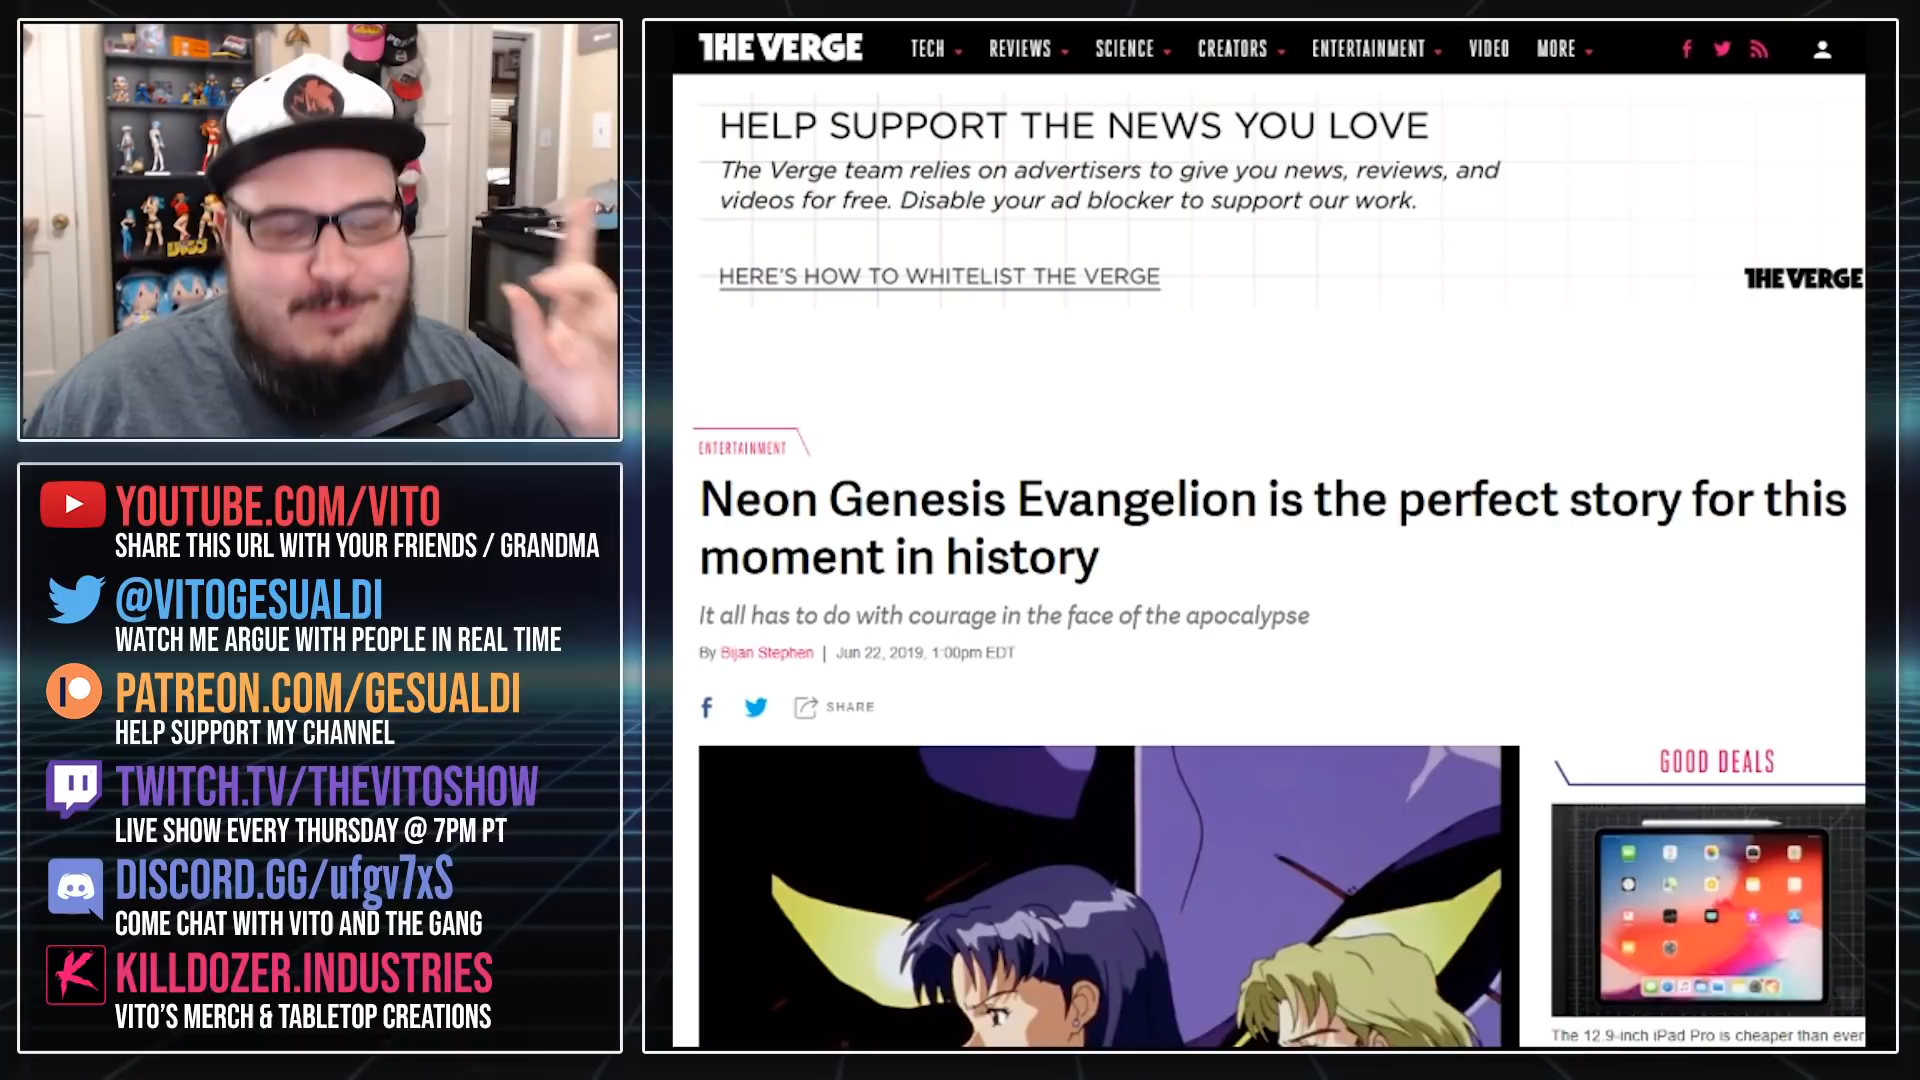 YOUTUBE.COM/VITO
SHARE THIS URL WITH YOUR FRIENDS / GRANDMA
@VITOGESUALDI
WATCH ME ARGUE WITH PEOPLE IN REAL TIME
PATREON.COM/GESUALDI
HELP SUPPORT MY CHANNEL
TWITCH.TV/THEVITOSHOW
LIVE SHOW EVERY THURSDAY @ 7PM PT
DISCORD.GG/ufgv7xS
COME CHAT WITH VITO AND THE GANG
KILLDOZER.INDUSTRIES
VITO'S MERCH & TABLETOP CREATIONS
THE VERGE TECH REVIEWS SCIENCE CREATORS ENTERTAINMENT VIDEO MORE
HELP SUPPORT THE NEWS YOU LOVE
The Verge team relies on advertisers to give you news, reviews, and
videos for free. Disable your ad blocker to support our work.
HERE'S HOW TO WHITELIST THE VERGE
THE VERGE
ENTERTAINMENT
Neon Genesis Evangelion is the perfect story for this
moment in history
It all has to do with courage in the face of the apocalypse
By Bijan Stephen | Jun 22, 2019, 1:00pm EDT
SHARE
GOOD DEALS
The 12.9-inch iPad Pro is cheaper than ever